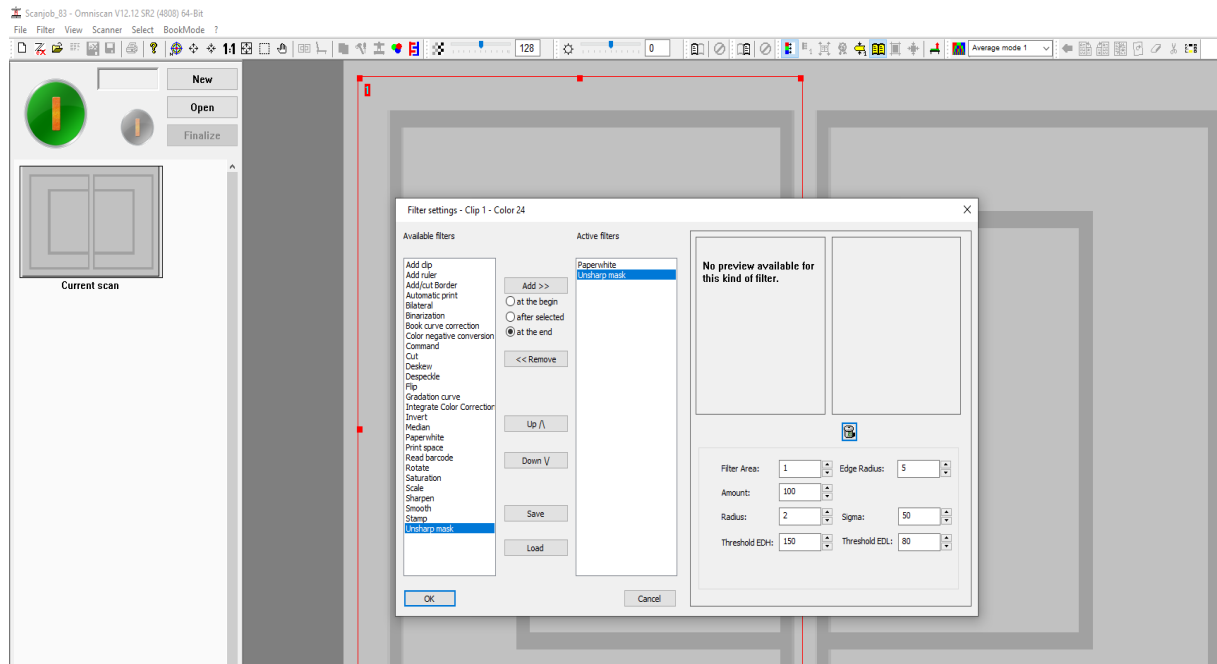 Scanjob_83 - Omniscan V12.12 SR2 (4808) 64-Bit
File Filter View Scanner Select BookMode ?
1:1 128 0 Average mode 1
New
Open
Finalize
Current scan
1
Filter settings - Clip 1 - Color 24
Available filters
Add clip
Add ruler
Add/cut Border
Automatic print
Bilateral
Binarization
Book curve correction
Color negative conversion
Command
Cut
Deskew
Despeckle
Flip
Gradation curve
Integrate Color Correction
Invert
Median
Paperwhite
Print space
Read barcode
Rotate
Saturation
Scale
Sharpen
Smooth
Stamp
Unsharp mask
Add >>
at the begin
after selected
at the end
<< Remove
Up /\
Down \/
Save
Load
Active filters
Paperwhite
Unsharp mask
No preview available for
this kind of filter.
Filter Area: 1 Edge Radius: 5
Amount: 100
Radius: 2 Sigma: 50
Threshold EDH: 150 Threshold EDL: 80
OK
Cancel